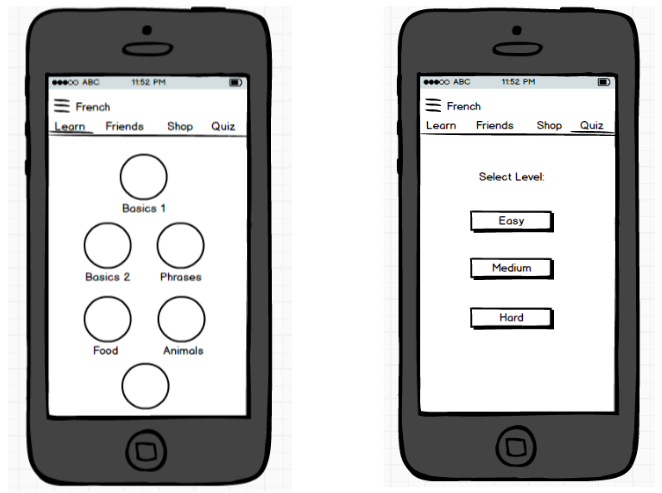 ABC 11:52 PM
French
Learn Friends Shop Quiz
Basics 1
Basics 2 Phrases
Food Animals
ABC 11:52 PM
French
Learn Friends Shop Quiz
Select Level:
Easy
Medium
Hard